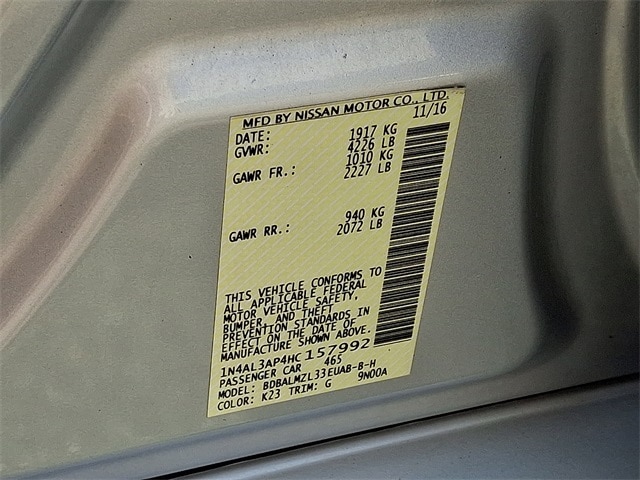 MFD BY NISSAN MOTOR CO., LTD.
DATE: 11/16
GVWR: 1917 KG
4226 LB
GAWR FR.: 1010 KG
2227 LB
GAWR RR.: 940 KG
2072 LB
THIS VEHICLE CONFORMS TO
ALL APPLICABLE FEDERAL
MOTOR VEHICLE SAFETY,
BUMPER, AND THEFT
PREVENTION STANDARDS IN
EFFECT ON THE DATE OF
MANUFACTURE SHOWN ABOVE.
1N4AL3AP4HC157992
PASSENGER CAR 465
MODEL: BDBALMZL33EUAB-B-H
COLOR: K23 TRIM: G 9N00A